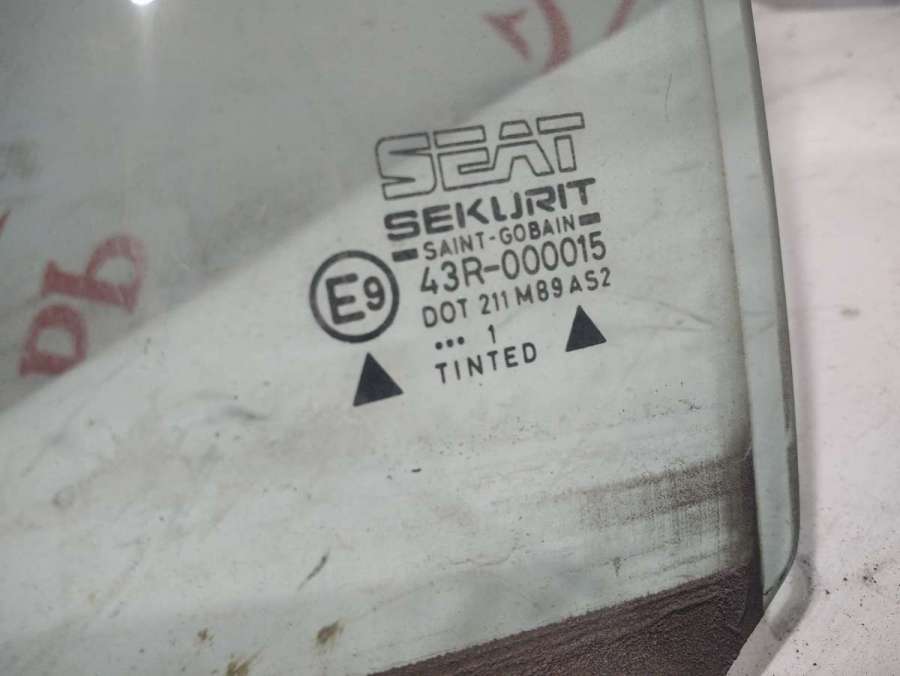 SEAT
SEKURIT
SAINT-GOBAIN
E9
43R-000015
DOT 211 M89 AS2
... 1
TINTED